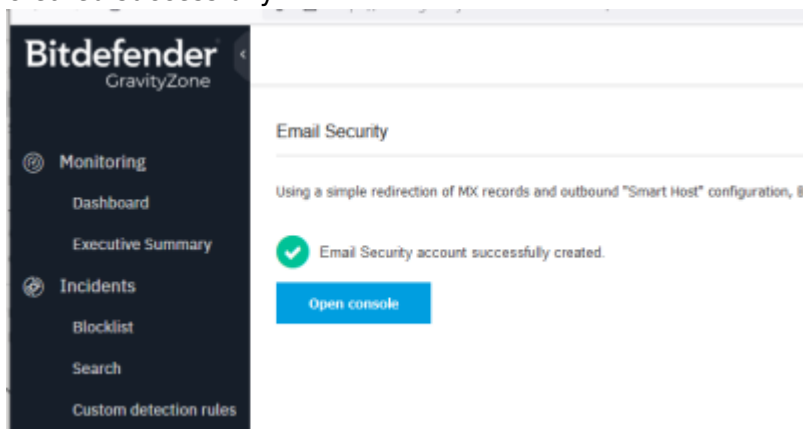 Bitdefender
GravityZone
Email Security
Monitoring
Using a simple redirection of MX records and outbound "Smart Host" configuration, B
Dashboard
Executive Summary
Email Security account successfully created.
Incidents
Open console
Blocklist
Search
Custom detection rules